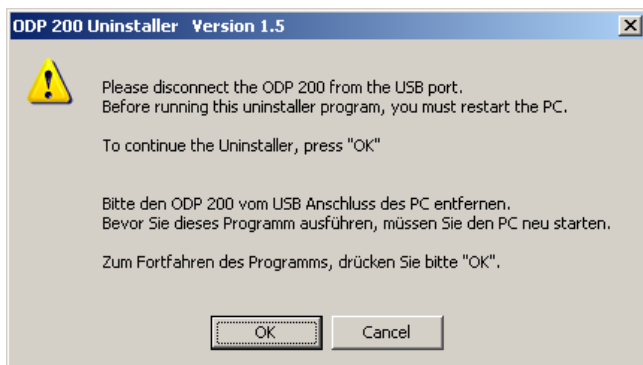 ODP 200 Uninstaller Version 1.5
Please disconnect the ODP 200 from the USB port.
Before running this uninstaller program, you must restart the PC.
To continue the Uninstaller, press "OK"
Bitte den ODP 200 vom USB Anschluss des PC entfernen.
Bevor Sie dieses Programm ausführen, müssen Sie den PC neu starten.
Zum Fortfahren des Programms, drücken Sie bitte "OK".
OK
Cancel